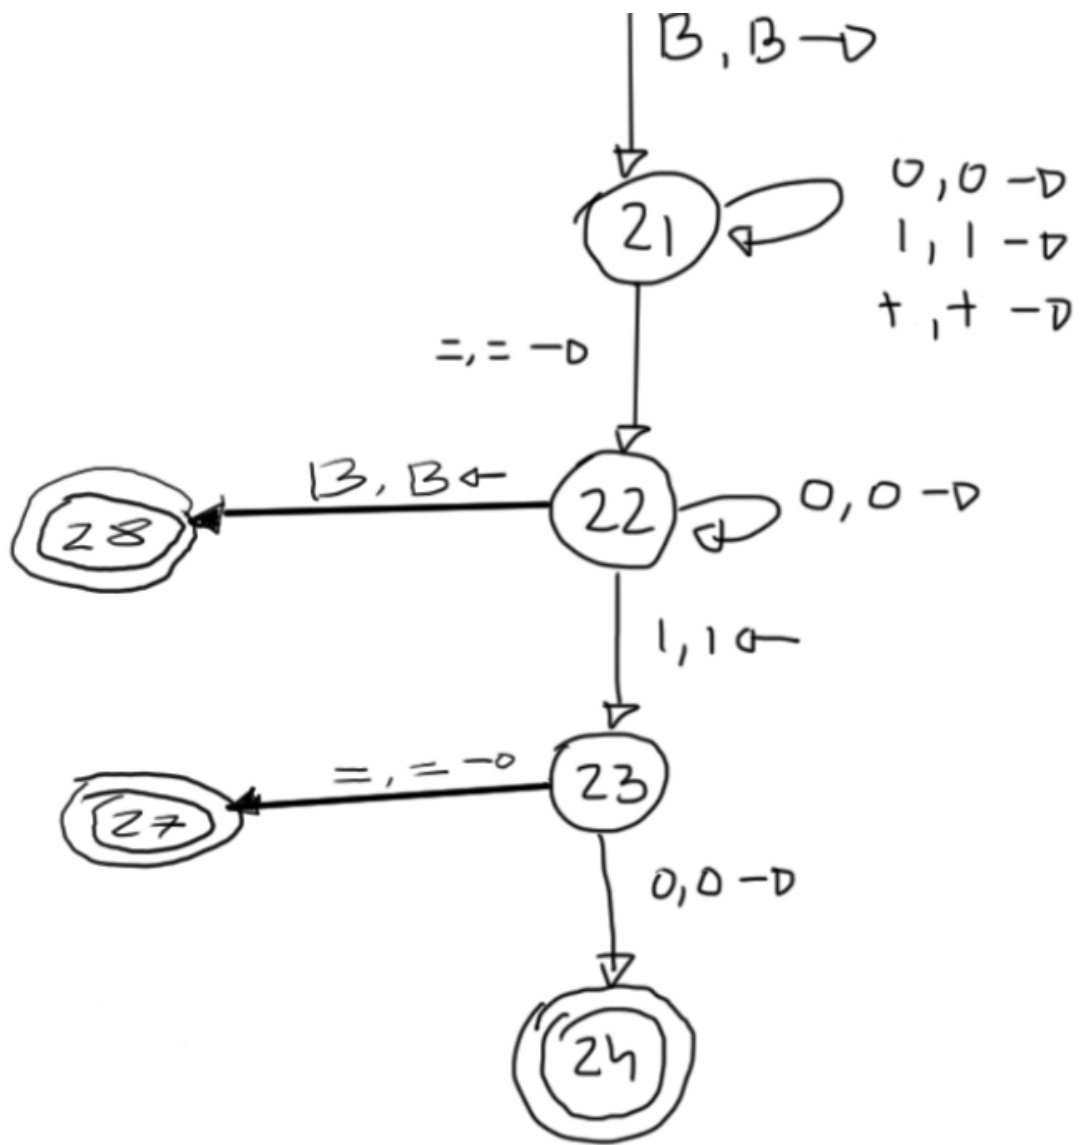 B, B →
0, 0 →
21
1, 1 →
+, + →
=, = →
B, B ←
0, 0 →
22
28
1, 1 ←
=, = →
23
27
0, 0 →
24